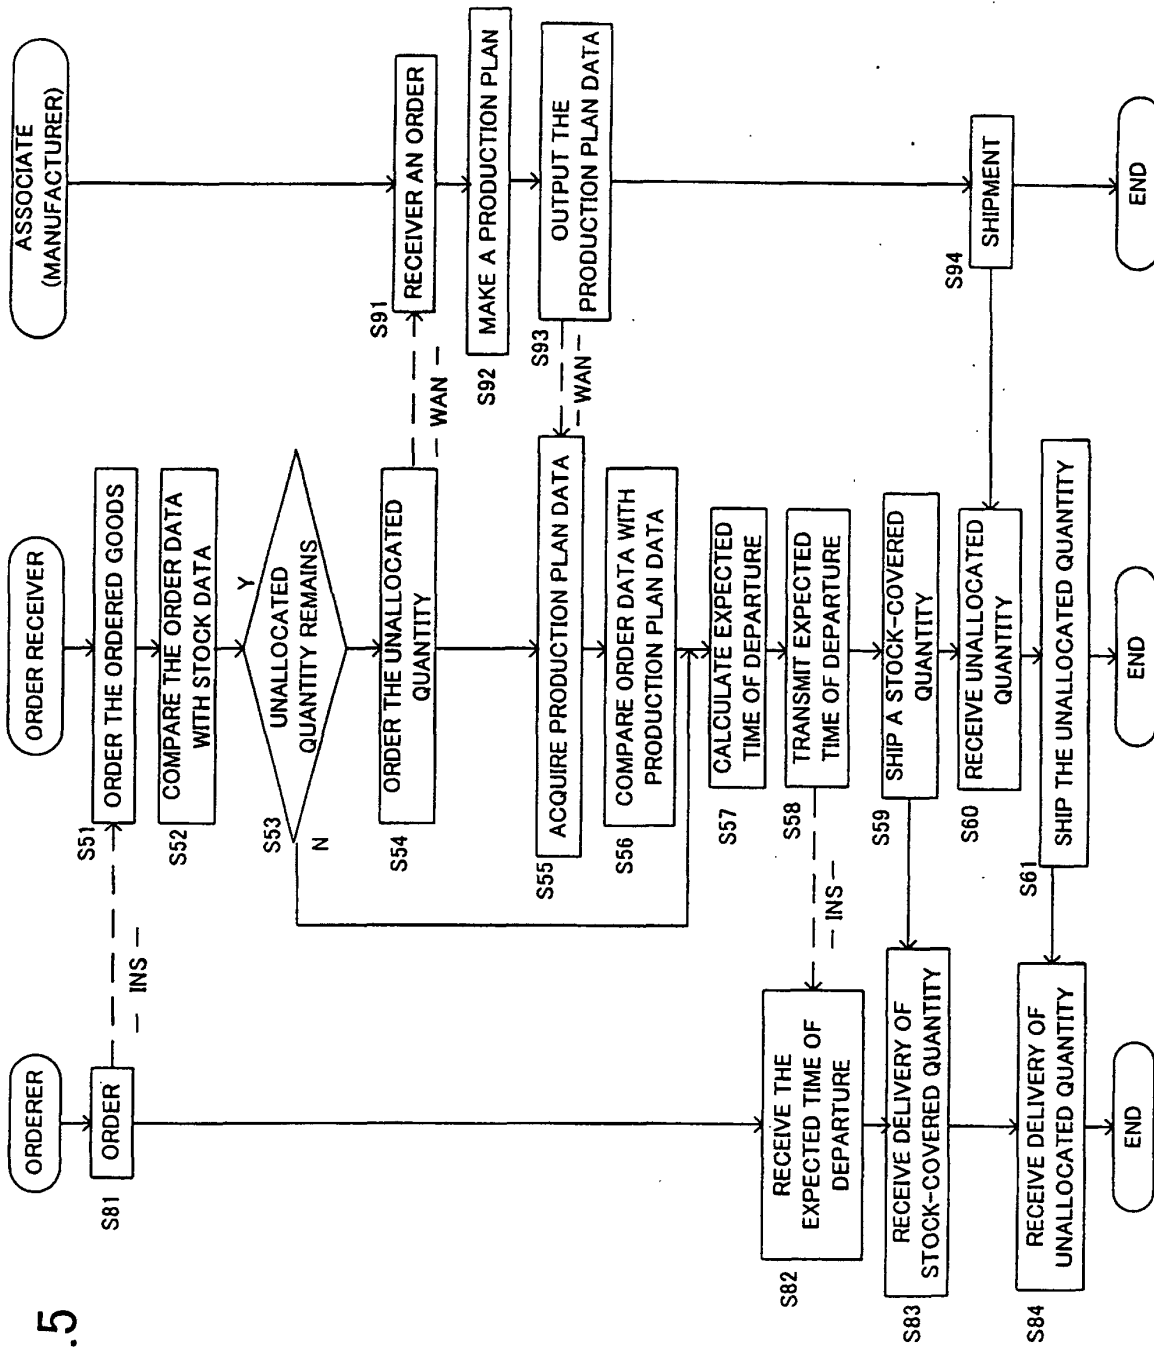 .5
ORDERER
S81
ORDER
— INS —
S82
RECEIVE THE
EXPECTED TIME OF
DEPARTURE
— INS —
S83
RECEIVE DELIVERY OF
STOCK-COVERED QUANTITY
S84
RECEIVE DELIVERY OF
UNALLOCATED QUANTITY
END
ORDER RECEIVER
S51
ORDER THE ORDERED GOODS
S52
COMPARE THE ORDER DATA
WITH STOCK DATA
S53
UNALLOCATED
QUANTITY REMAINS
Y
N
S54
ORDER THE UNALLOCATED
QUANTITY
— WAN —
S55
ACQUIRE PRODUCTION PLAN DATA
— WAN —
S56
COMPARE ORDER DATA WITH
PRODUCTION PLAN DATA
S57
CALCULATE EXPECTED
TIME OF DEPARTURE
S58
TRANSMIT EXPECTED
TIME OF DEPARTURE
S59
SHIP A STOCK-COVERED
QUANTITY
S60
RECEIVE UNALLOCATED
QUANTITY
S61
SHIP THE UNALLOCATED QUANTITY
END
ASSOCIATE
(MANUFACTURER)
S91
RECEIVER AN ORDER
S92
MAKE A PRODUCTION PLAN
S93
OUTPUT THE
PRODUCTION PLAN DATA
S94
SHIPMENT
END